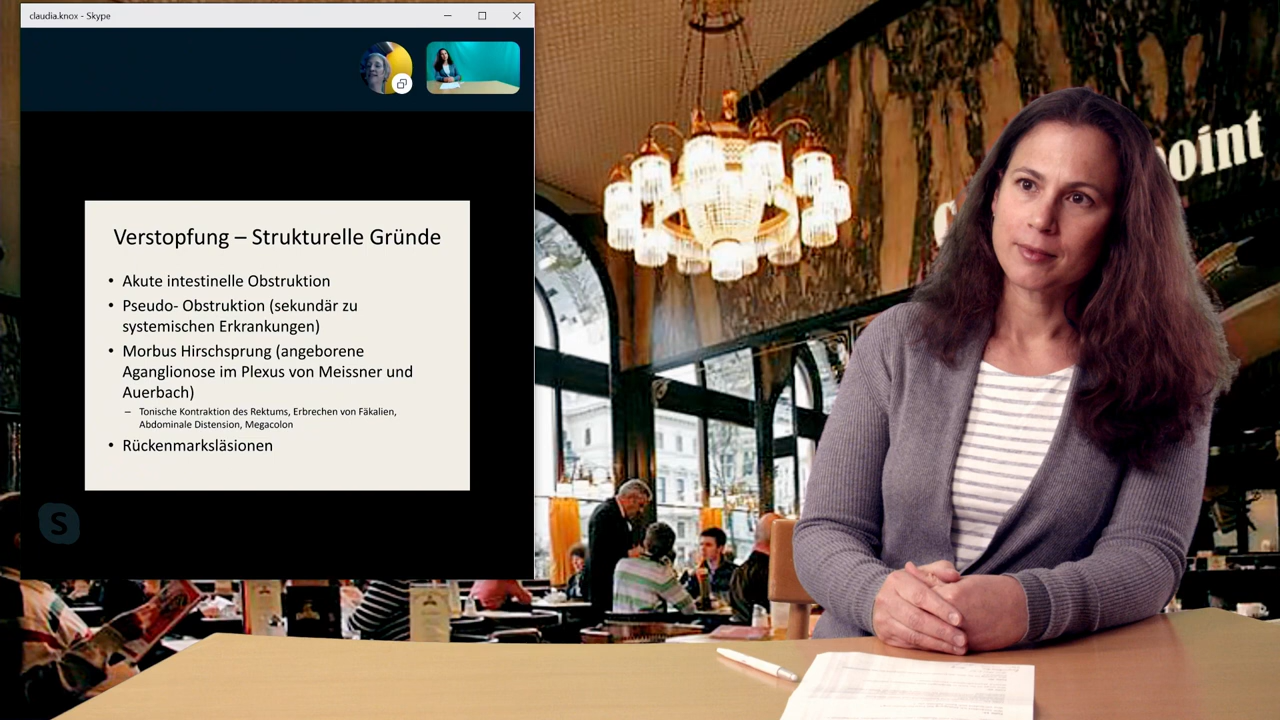 claudia.knox - Skype
Verstopfung – Strukturelle Gründe
• Akute intestinelle Obstruktion
• Pseudo- Obstruktion (sekundär zu
systemischen Erkrankungen)
• Morbus Hirschsprung (angeborene
Aganglionose im Plexus von Meissner und
Auerbach)
– Tonische Kontraktion des Rektums, Erbrechen von Fäkalien,
Abdominale Distension, Megacolon
• Rückenmarksläsionen
S
oint